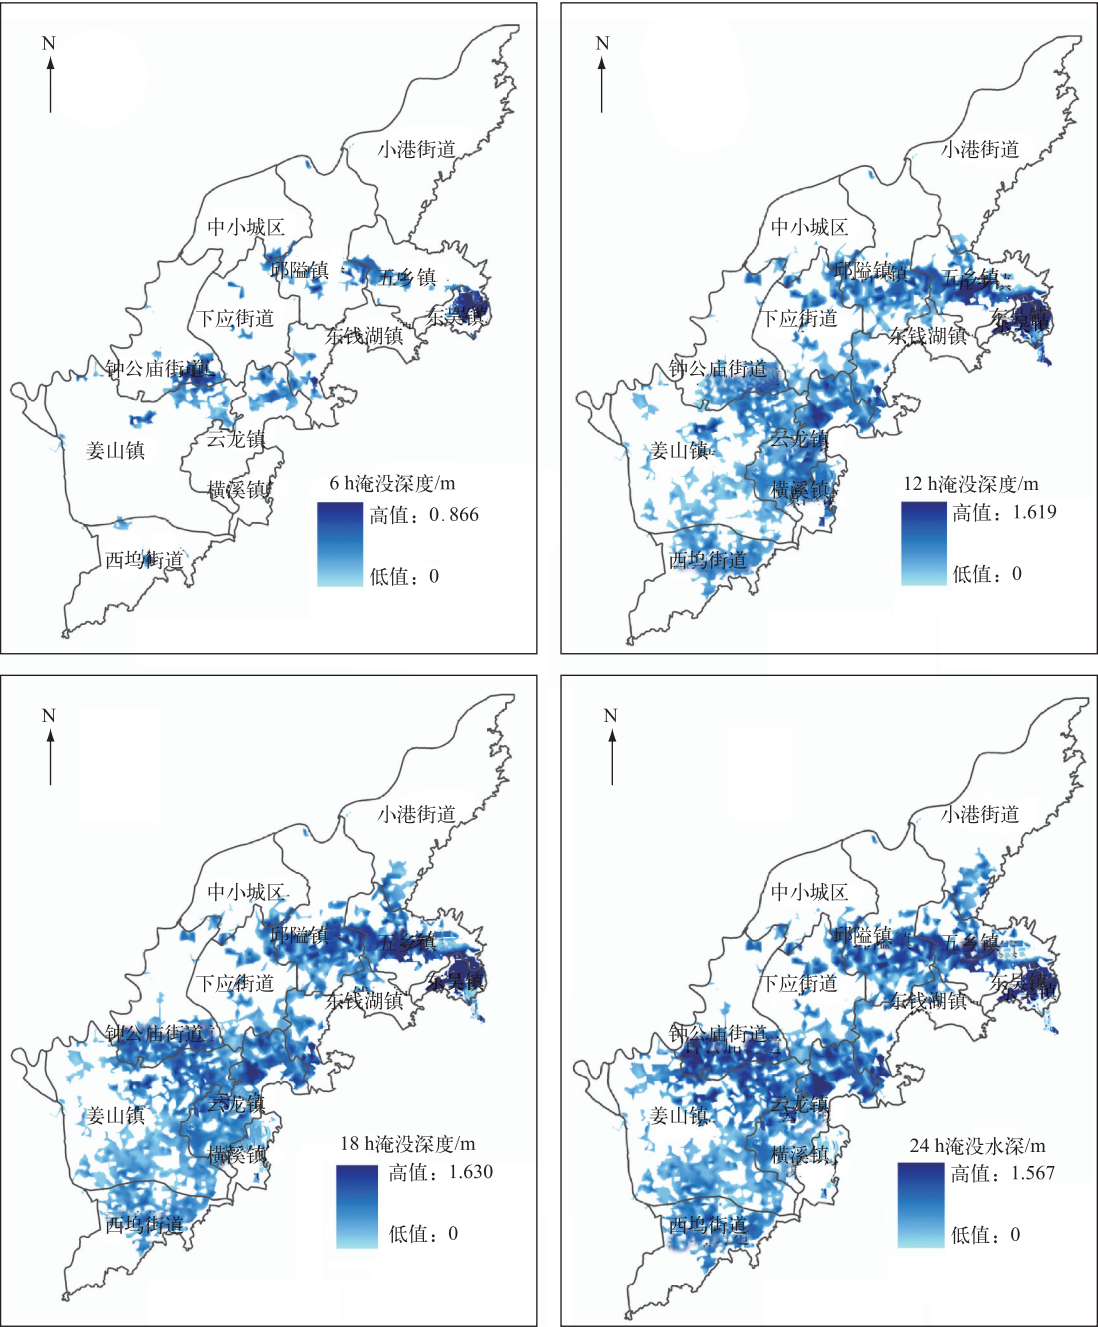 N
小港街道
中小城区
邱隘镇
五乡镇
下应街道
东吴镇
东钱湖镇
钟公庙街道
云龙镇
姜山镇
横溪镇
西坞街道
6 h淹没深度/m
高值：0.866
低值：0
N
小港街道
中小城区
邱隘镇
五乡镇
下应街道
东吴镇
东钱湖镇
钟公庙街道
云龙镇
姜山镇
横溪镇
西坞街道
12 h淹没深度/m
高值：1.619
低值：0
N
小港街道
中小城区
邱隘镇
五乡镇
下应街道
东吴镇
东钱湖镇
钟公庙街道
云龙镇
姜山镇
横溪镇
西坞街道
18 h淹没深度/m
高值：1.630
低值：0
N
小港街道
中小城区
邱隘镇
五乡镇
下应街道
东吴镇
东钱湖镇
钟公庙街道
云龙镇
姜山镇
横溪镇
西坞街道
24 h淹没水深/m
高值：1.567
低值：0